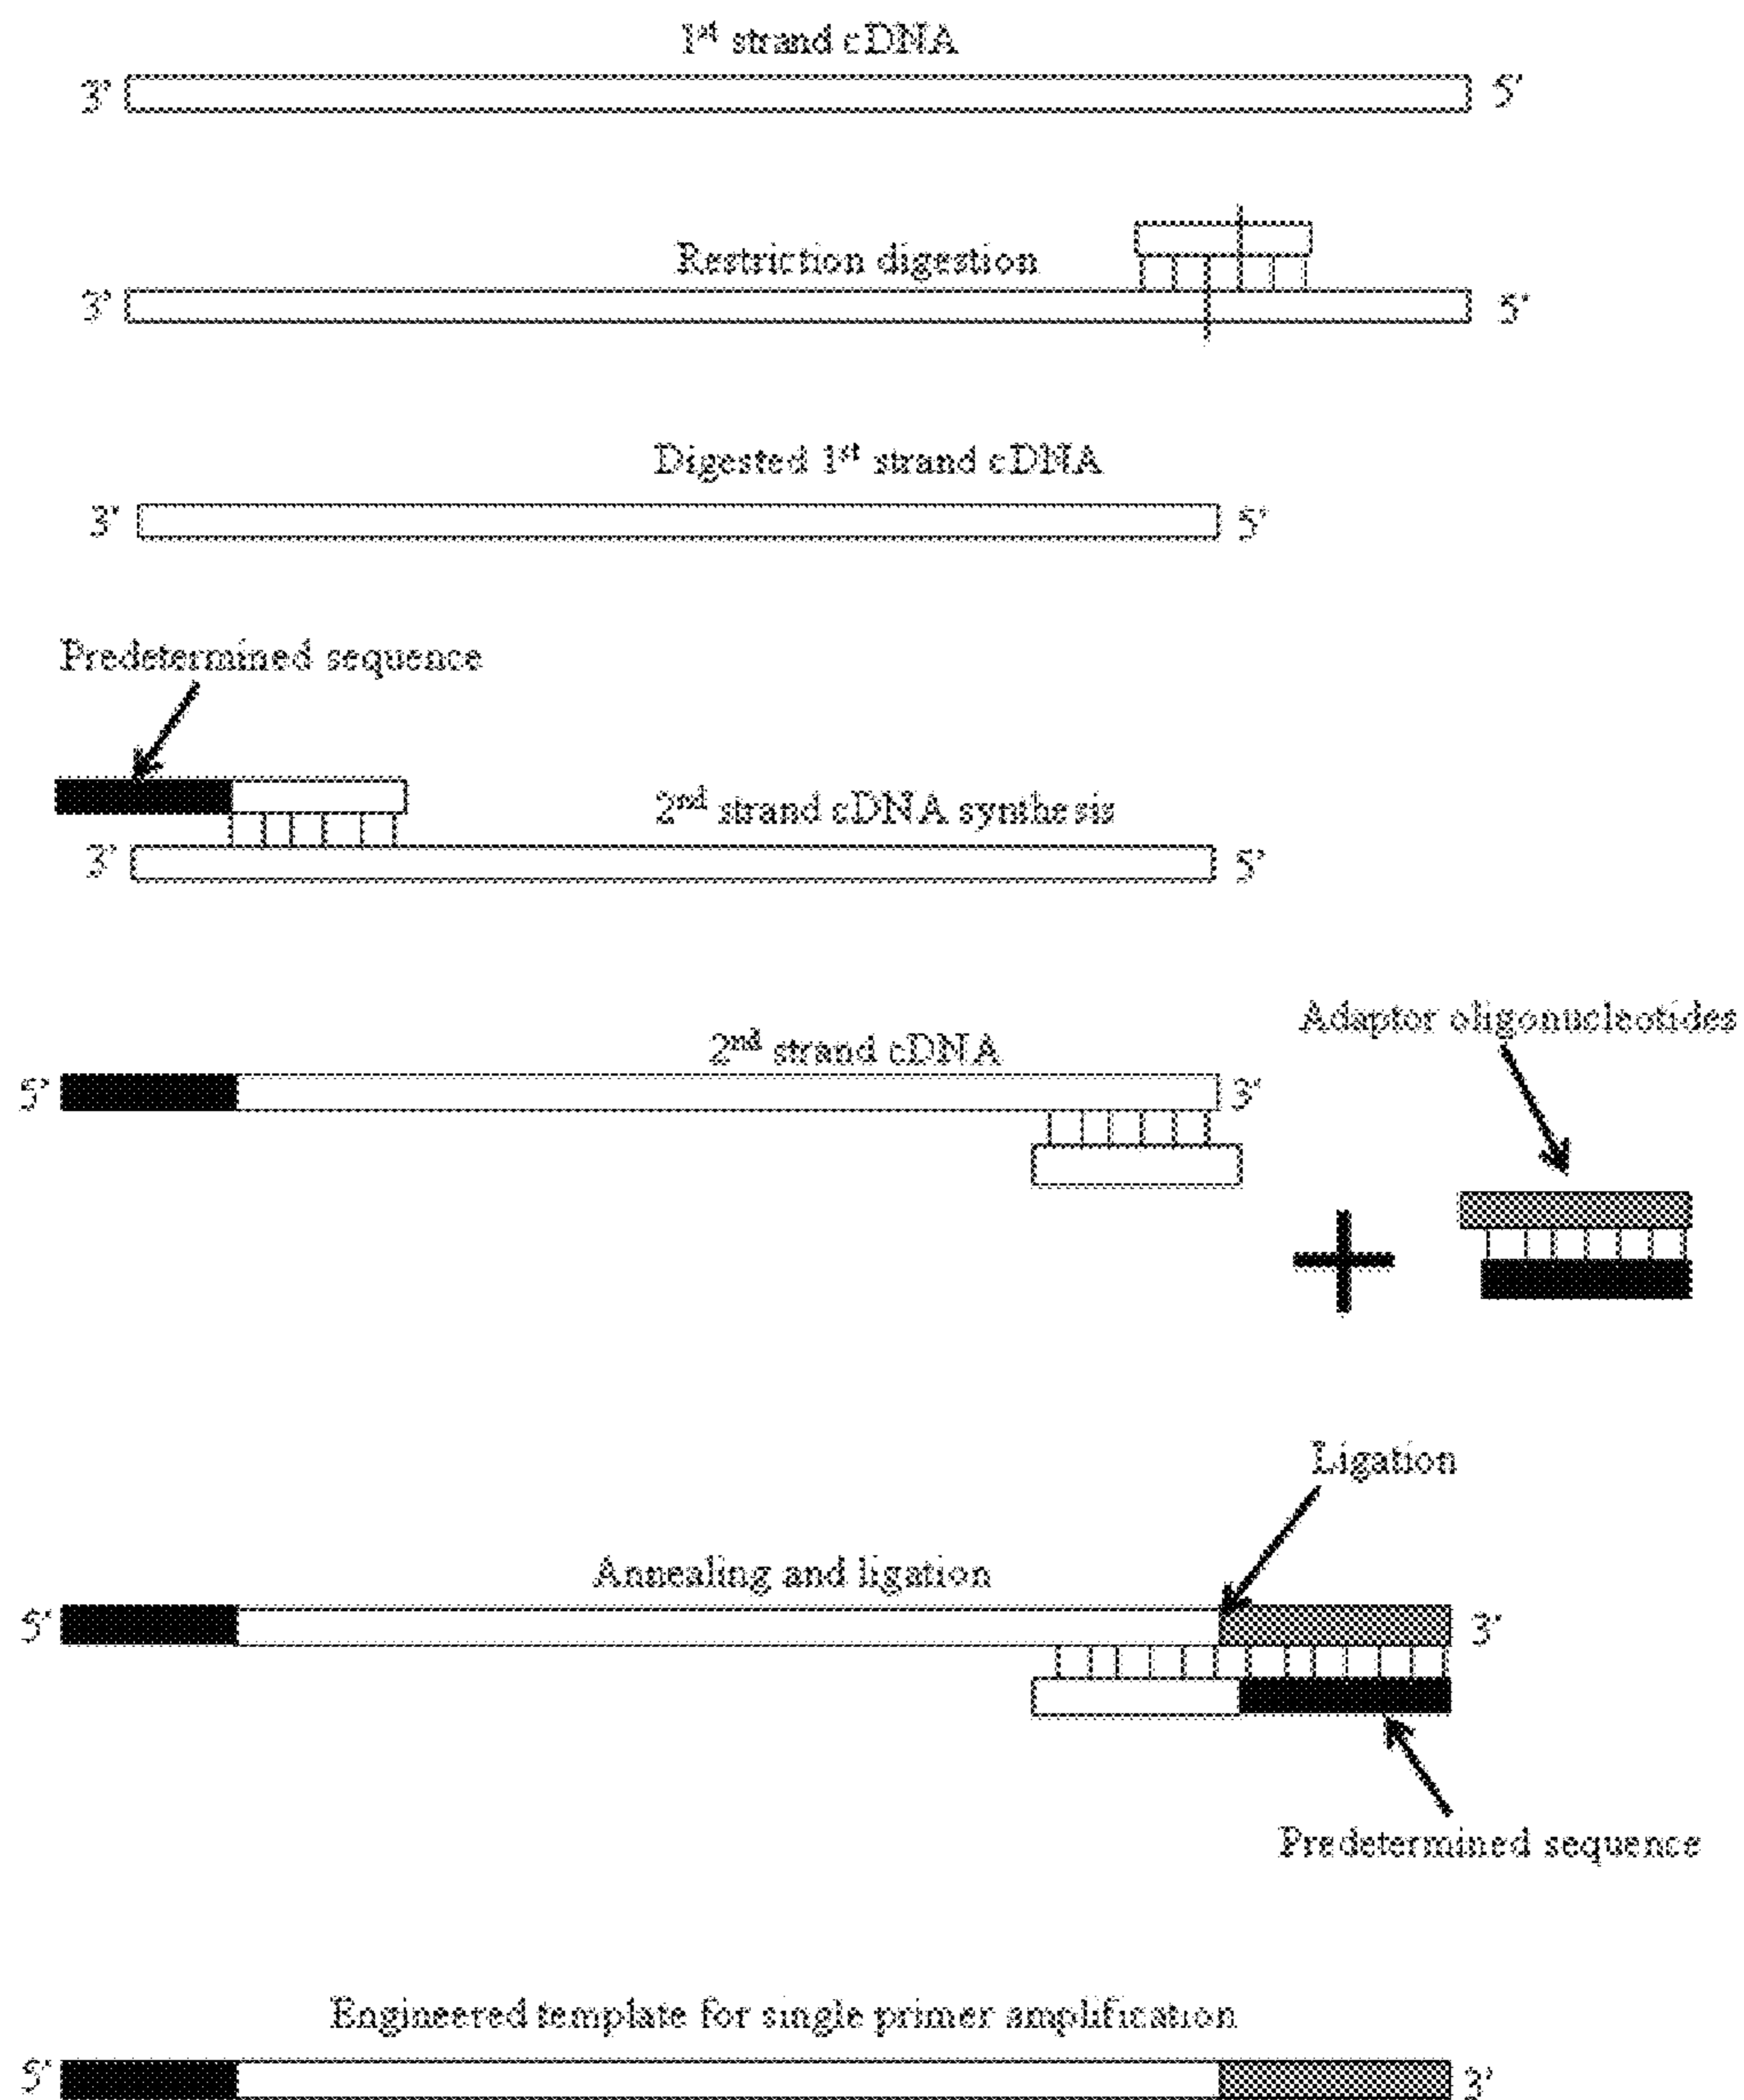 1st strand cDNA
3' 5'
Restriction digestion
3' 5'
Digested 1st strand cDNA
3' 5'
Predetermined sequence
2nd strand cDNA synthesis
3' 5'
Adaptor oligonucleotides
2nd strand cDNA
5' 3'
+
Ligation
Annealing and ligation
5' 3'
Predetermined sequence
Engineered template for single primer amplification
5' 3'